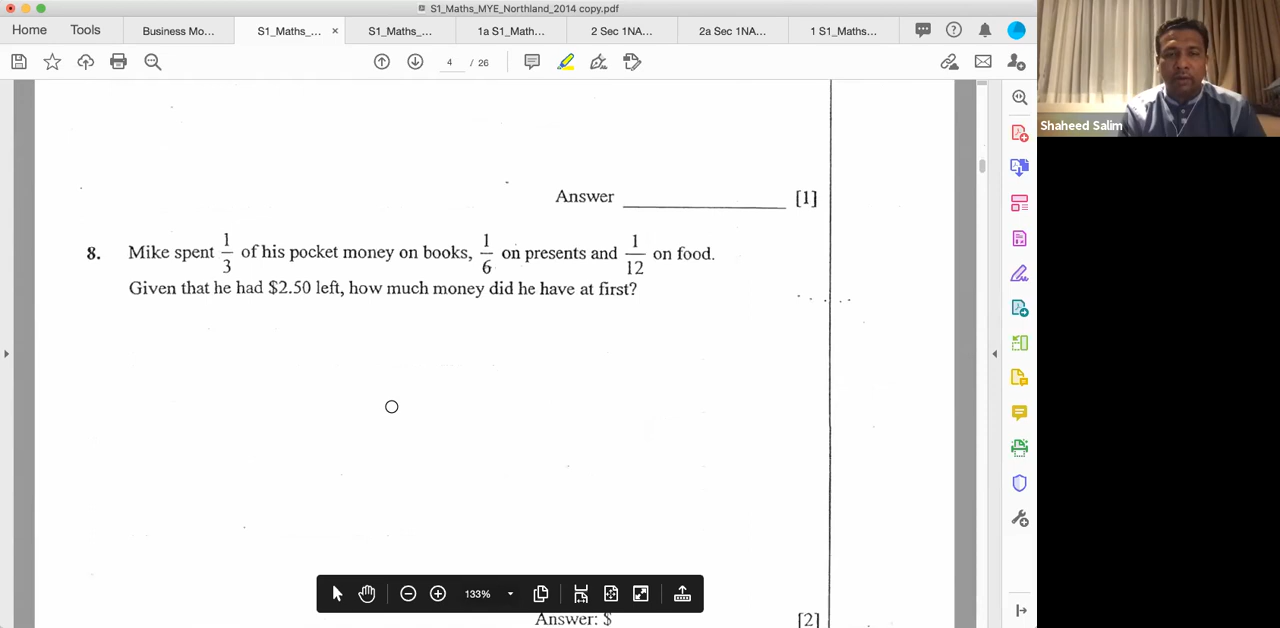 S1_Maths_MYE_Northland_2014 copy.pdf
Home Tools Business Mo... S1_Maths_... × S1_Maths_... 1a S1_Math... 2 Sec 1NA... 2a Sec 1NA... 1 S1_Maths...
4 / 26
Shaheed Salim
Answer ____________ [1]
8. Mike spent 1/3 of his pocket money on books, 1/6 on presents and 1/12 on food.
Given that he had $2.50 left, how much money did he have at first?
133%
Answer: $ [2]